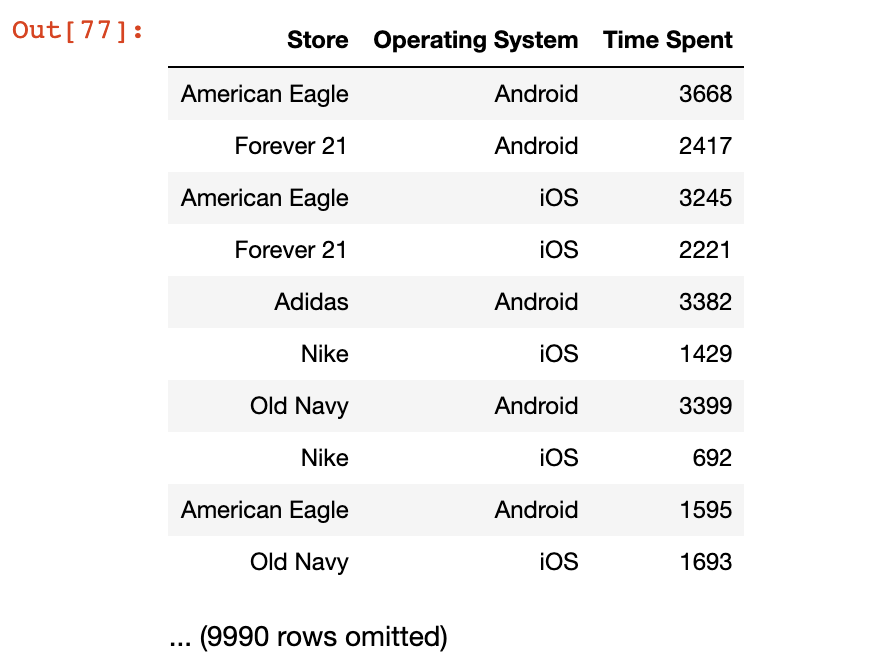 Out[77]:
Store Operating System Time Spent
American Eagle Android 3668
Forever 21 Android 2417
American Eagle iOS 3245
Forever 21 iOS 2221
Adidas Android 3382
Nike iOS 1429
Old Navy Android 3399
Nike iOS 692
American Eagle Android 1595
Old Navy iOS 1693
... (9990 rows omitted)